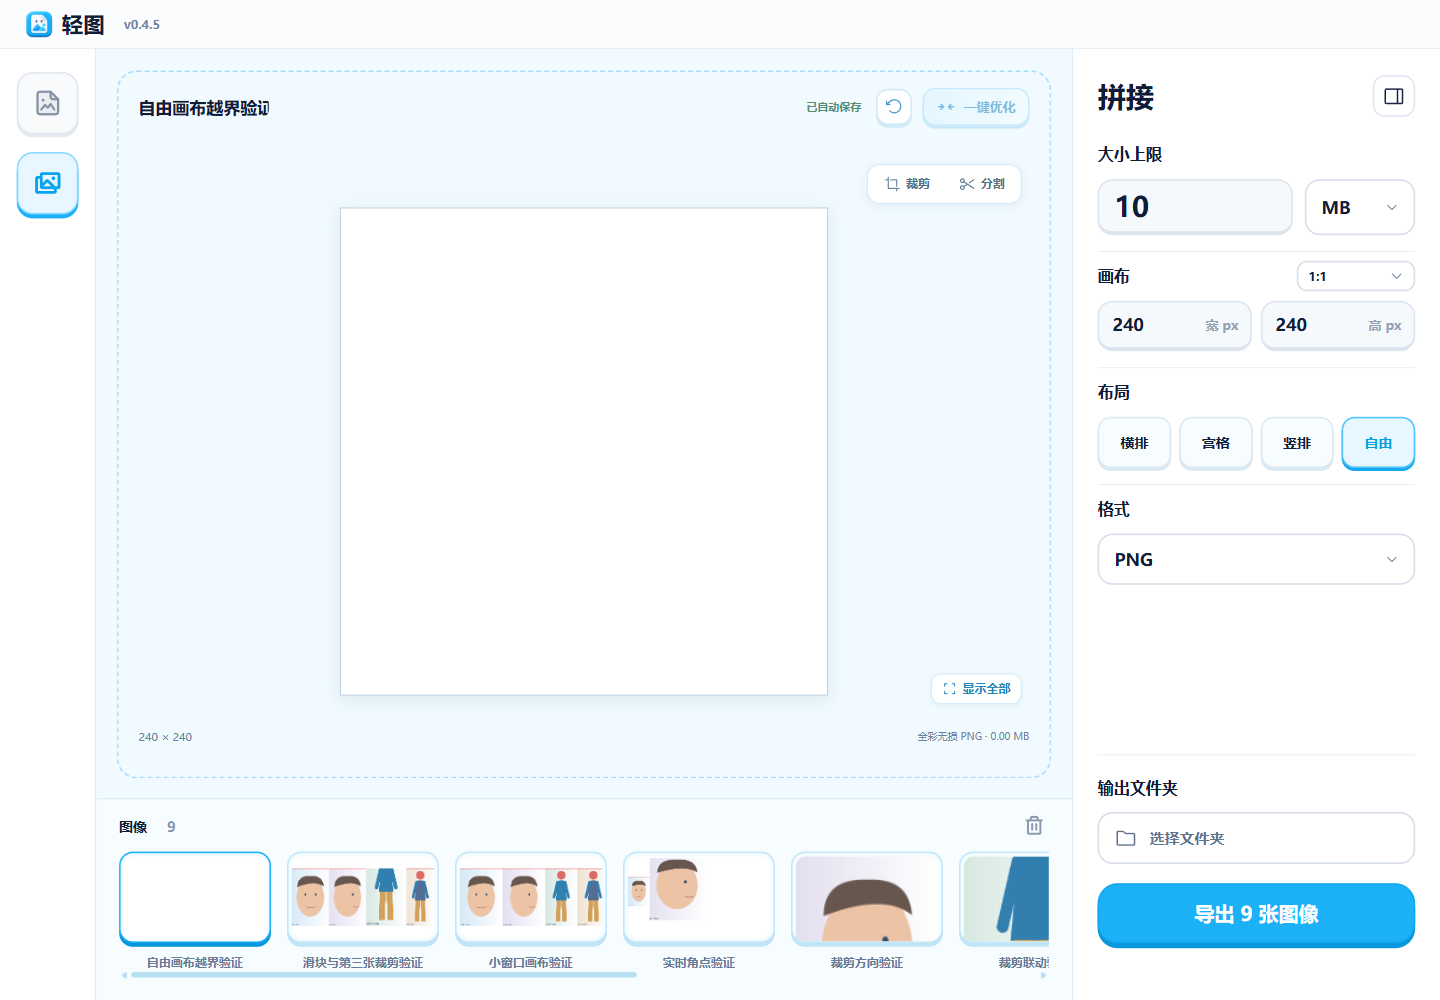 轻图 v0.4.5
自由画布越界验证
已自动保存
一键优化
裁剪
分割
显示全部
240 × 240
全彩无损 PNG · 0.00 MB
图像 9
自由画布越界验证
滑块与第三张裁剪验证
小窗口画布验证
实时角点验证
裁剪方向验证
裁剪联动
拼接
大小上限
10
MB
画布
1:1
240 宽 px
240 高 px
布局
横排
宫格
竖排
自由
格式
PNG
输出文件夹
选择文件夹
导出 9 张图像